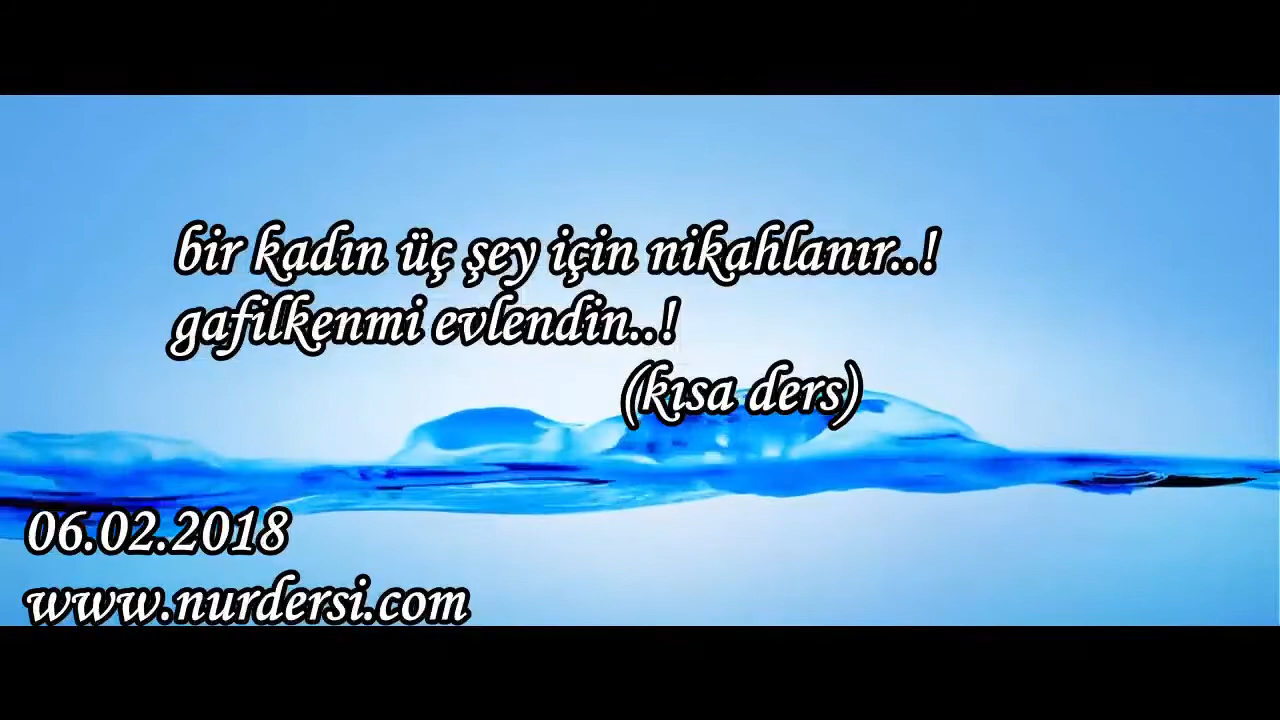 bir kadın üç şey için nikahlanır..!
gafilkenmi evlendin..!
(kısa ders)
06.02.2018
www.nurdersi.com